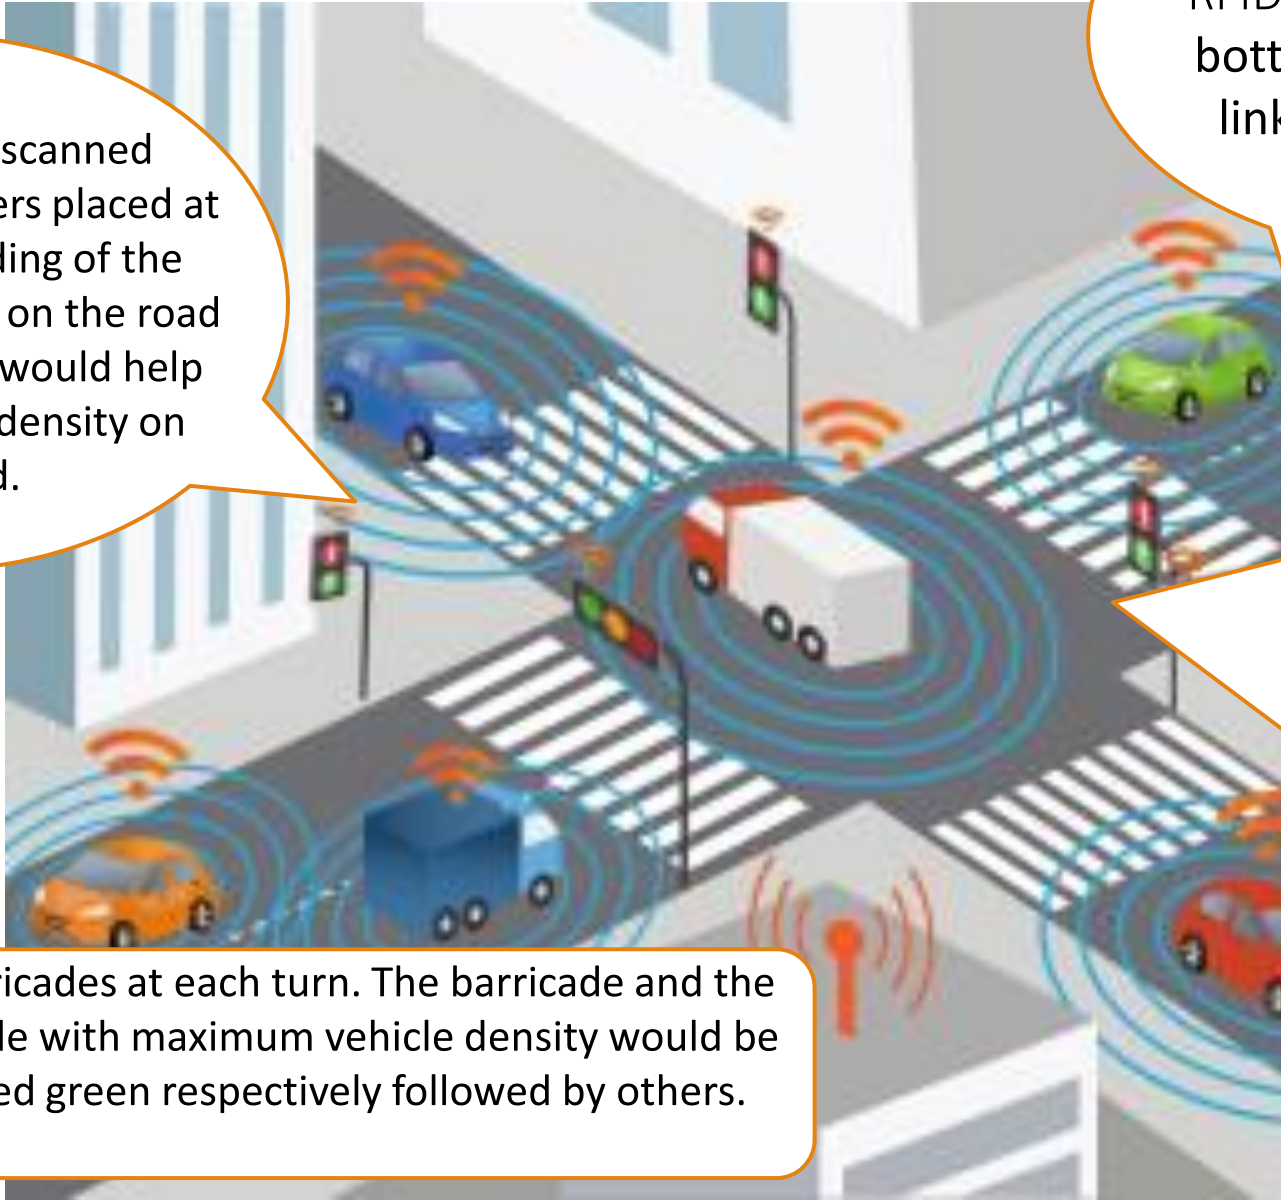 scanned
ers placed at
ding of the
on the road
would help
density on
d.
RFID
bott
link
ricades at each turn. The barricade and the
le with maximum vehicle density would be
ed green respectively followed by others.